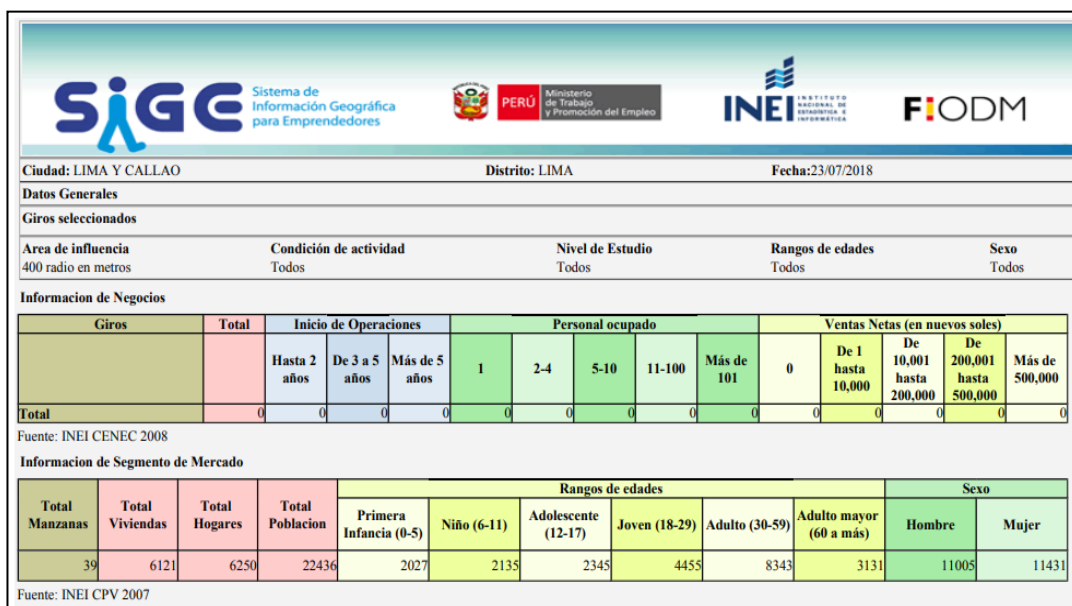 SiGE Sistema de
Información Geográfica
para Emprendedores
PERÚ Ministerio
de Trabajo
y Promoción del Empleo
INEI INSTITUTO
NACIONAL DE
ESTADÍSTICA E
INFORMÁTICA
FIODM
Ciudad: LIMA Y CALLAO Distrito: LIMA Fecha:23/07/2018
Datos Generales
Giros seleccionados
Area de influencia Condición de actividad Nivel de Estudio Rangos de edades Sexo
400 radio en metros Todos Todos Todos Todos
Informacion de Negocios
Giros Total Inicio de Operaciones Personal ocupado Ventas Netas (en nuevos soles)
Hasta 2 años De 3 a 5 años Más de 5 años 1 2-4 5-10 11-100 Más de 101 0 De 1 hasta 10,000 De 10,001 hasta 200,000 De 200,001 hasta 500,000 Más de 500,000
Total 0 0 0 0 0 0 0 0 0 0 0 0 0 0
Fuente: INEI CENEC 2008
Informacion de Segmento de Mercado
Total Manzanas Total Viviendas Total Hogares Total Poblacion Rangos de edades Sexo
Primera Infancia (0-5) Niño (6-11) Adolescente (12-17) Joven (18-29) Adulto (30-59) Adulto mayor (60 a más) Hombre Mujer
39 6121 6250 22436 2027 2135 2345 4455 8343 3131 11005 11431
Fuente: INEI CPV 2007